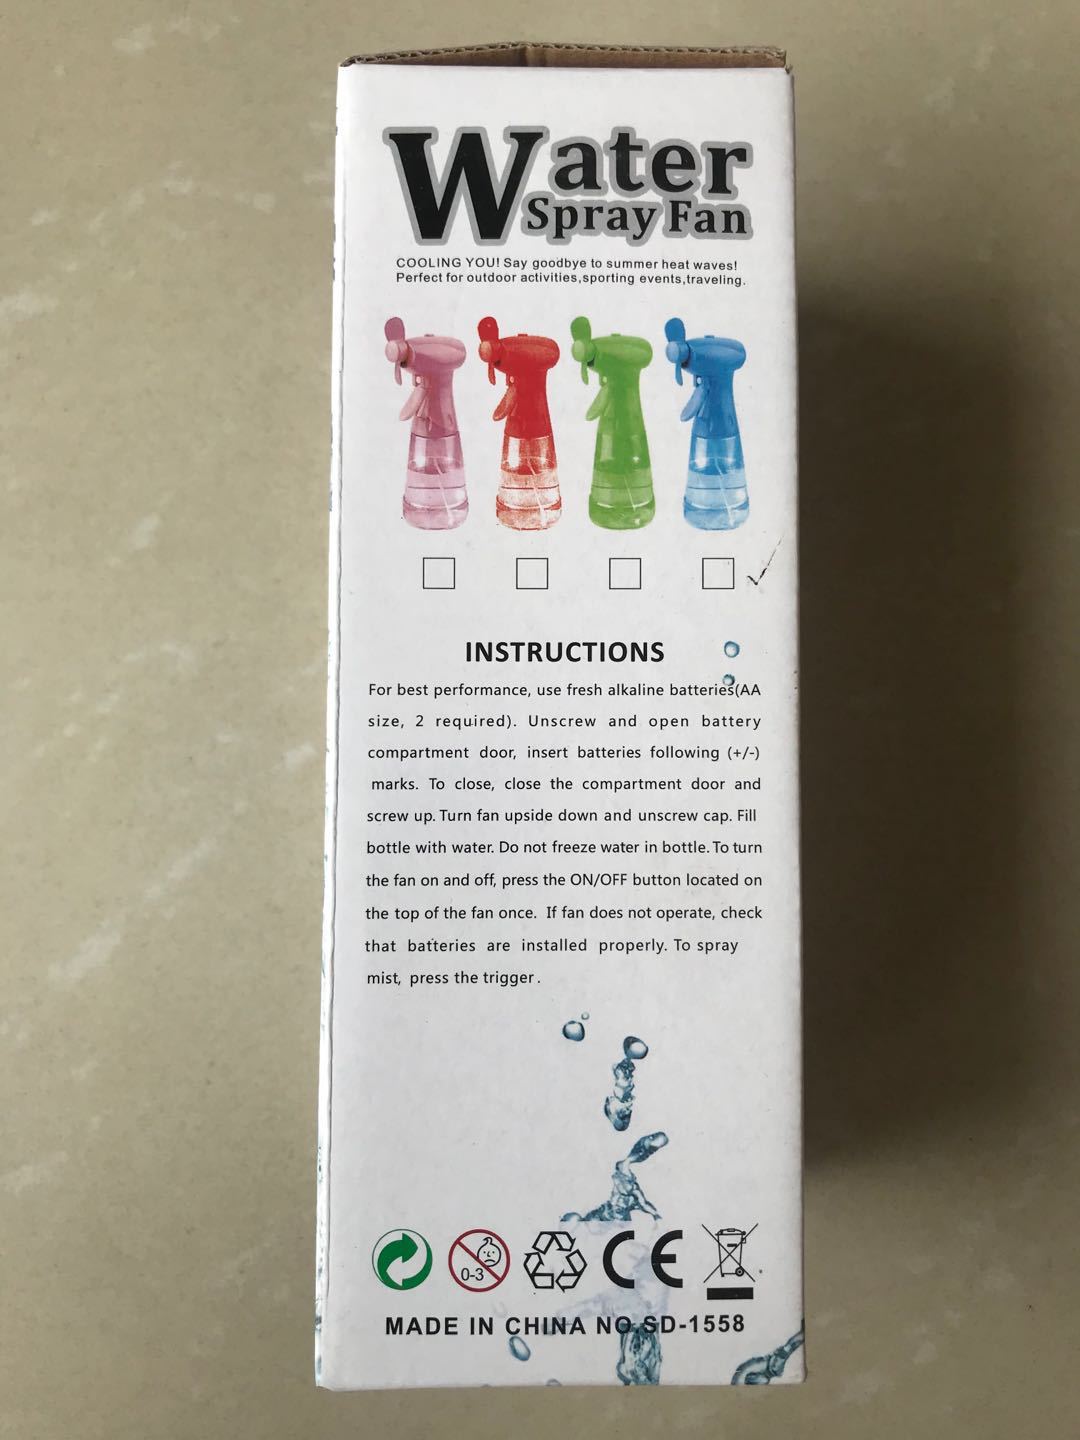 Water
Spray Fan
COOLING YOU! Say goodbye to summer heat waves!
Perfect for outdoor activities,sporting events,traveling.
INSTRUCTIONS
For best performance, use fresh alkaline batteries(AA
size, 2 required). Unscrew and open battery
compartment door, insert batteries following (+/-)
marks. To close, close the compartment door and
screw up. Turn fan upside down and unscrew cap. Fill
bottle with water. Do not freeze water in bottle. To turn
the fan on and off, press the ON/OFF button located on
the top of the fan once. If fan does not operate, check
that batteries are installed properly. To spray
mist, press the trigger.
0-3
CE
MADE IN CHINA NO SD-1558